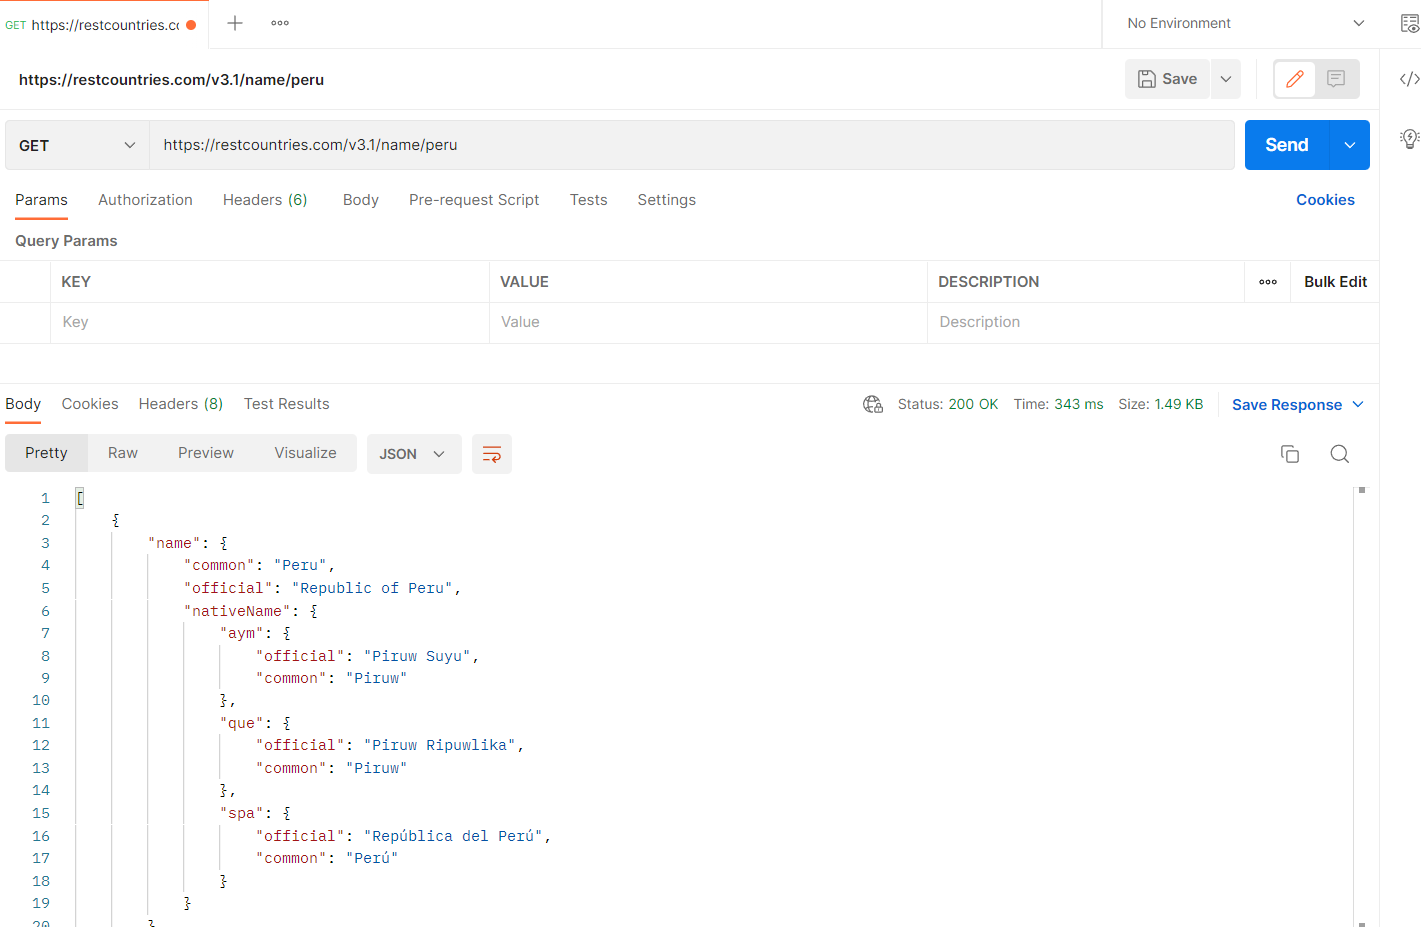 GET https://restcountries.cc
No Environment
https://restcountries.com/v3.1/name/peru
Save
GET https://restcountries.com/v3.1/name/peru Send
Params Authorization Headers (6) Body Pre-request Script Tests Settings Cookies
Query Params
KEY VALUE DESCRIPTION Bulk Edit
Key Value Description
Body Cookies Headers (8) Test Results Status: 200 OK Time: 343 ms Size: 1.49 KB Save Response
Pretty Raw Preview Visualize JSON
1 [
2 {
3 "name": {
4 "common": "Peru",
5 "official": "Republic of Peru",
6 "nativeName": {
7 "aym": {
8 "official": "Piruw Suyu",
9 "common": "Piruw"
10 },
11 "que": {
12 "official": "Piruw Ripuwlika",
13 "common": "Piruw"
14 },
15 "spa": {
16 "official": "República del Perú",
17 "common": "Perú"
18 }
19 }
20 }